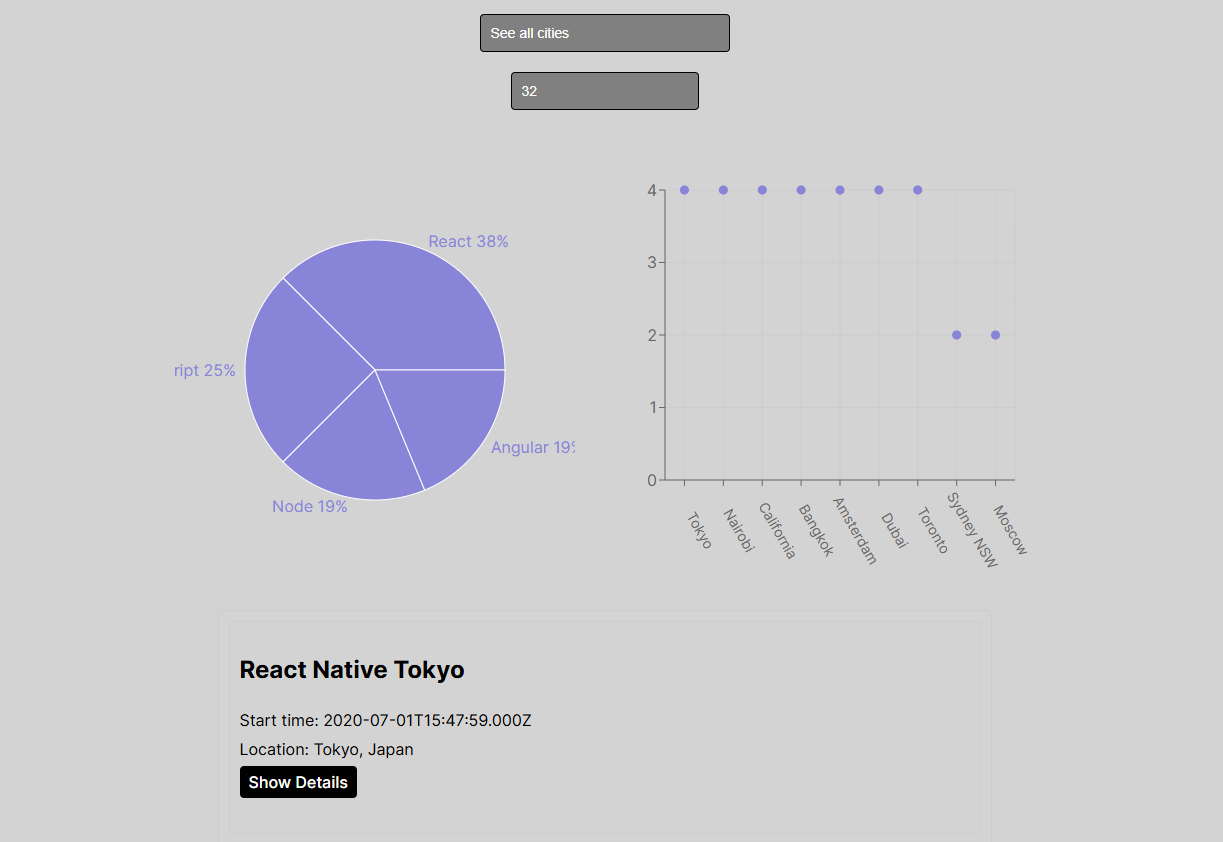 See all cities
32
React 38%
ript 25%
Angular 19%
Node 19%
4
3
2
1
0
Tokyo
Nairobi
California
Bangkok
Amsterdam
Dubai
Toronto
Sydney NSW
Moscow
React Native Tokyo
Start time: 2020-07-01T15:47:59.000Z
Location: Tokyo, Japan
Show Details